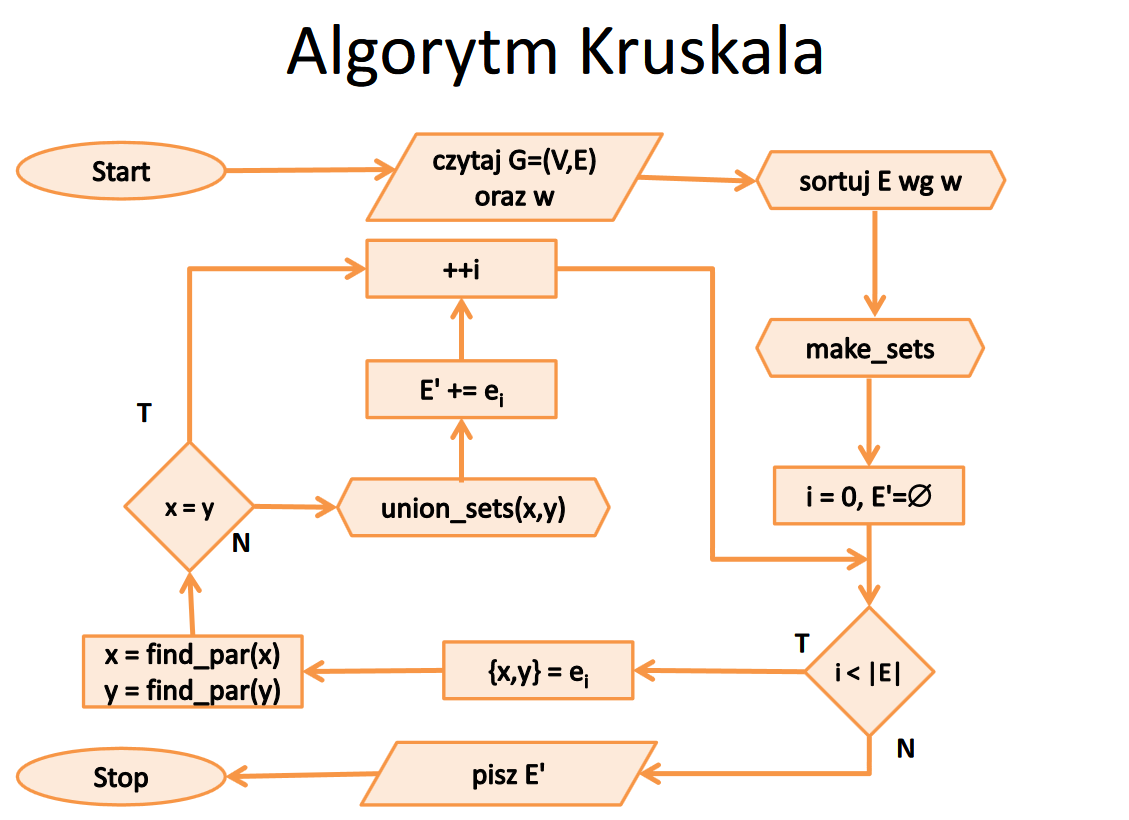 Algorytm Kruskala
Start
czytaj G=(V,E)
oraz w
sortuj E wg w
++i
make_sets
E' += ei
T
i = 0, E'=∅
x = y
union_sets(x,y)
N
T
i < |E|
{x,y} = ei
x = find_par(x)
y = find_par(y)
N
pisz E'
Stop